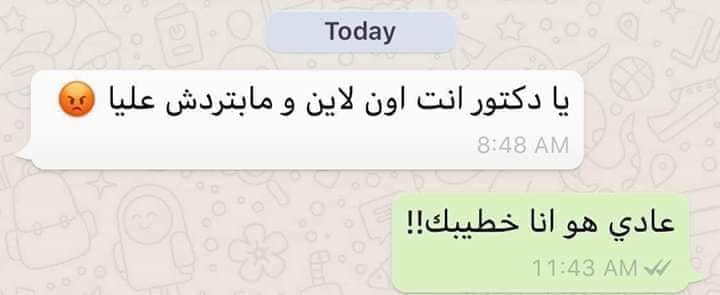 Today
يا دكتور انت اون لاين و مابتردش عليا 😡
8:48 AM
عادي هو انا خطيبك!!
11:43 AM